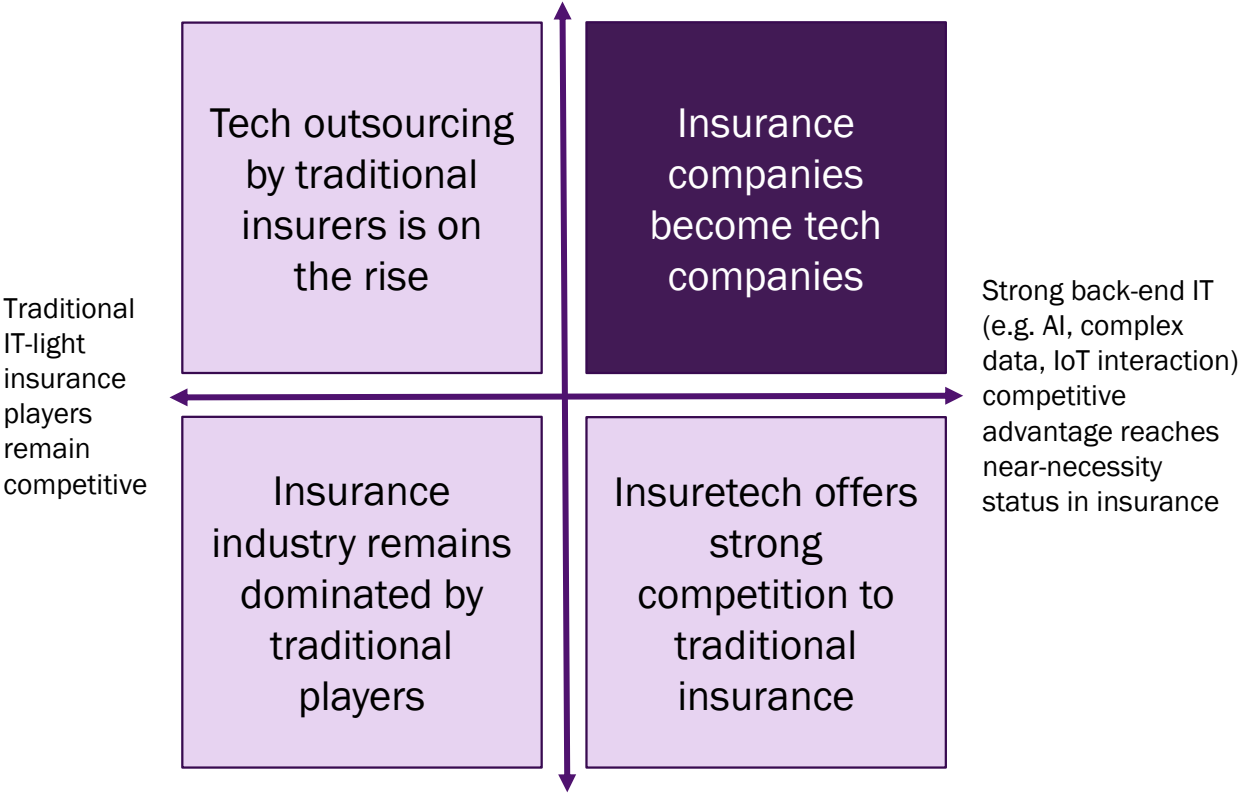 Tech outsourcing
by traditional
insurers is on
the rise
Insurance
companies
become tech
companies
Traditional
IT-light
insurance
players
remain
competitive
Strong back-end IT
(e.g. AI, complex
data, IoT interaction)
competitive
advantage reaches
near-necessity
status in insurance
Insurance
industry remains
dominated by
traditional
players
Insuretech offers
strong
competition to
traditional
insurance